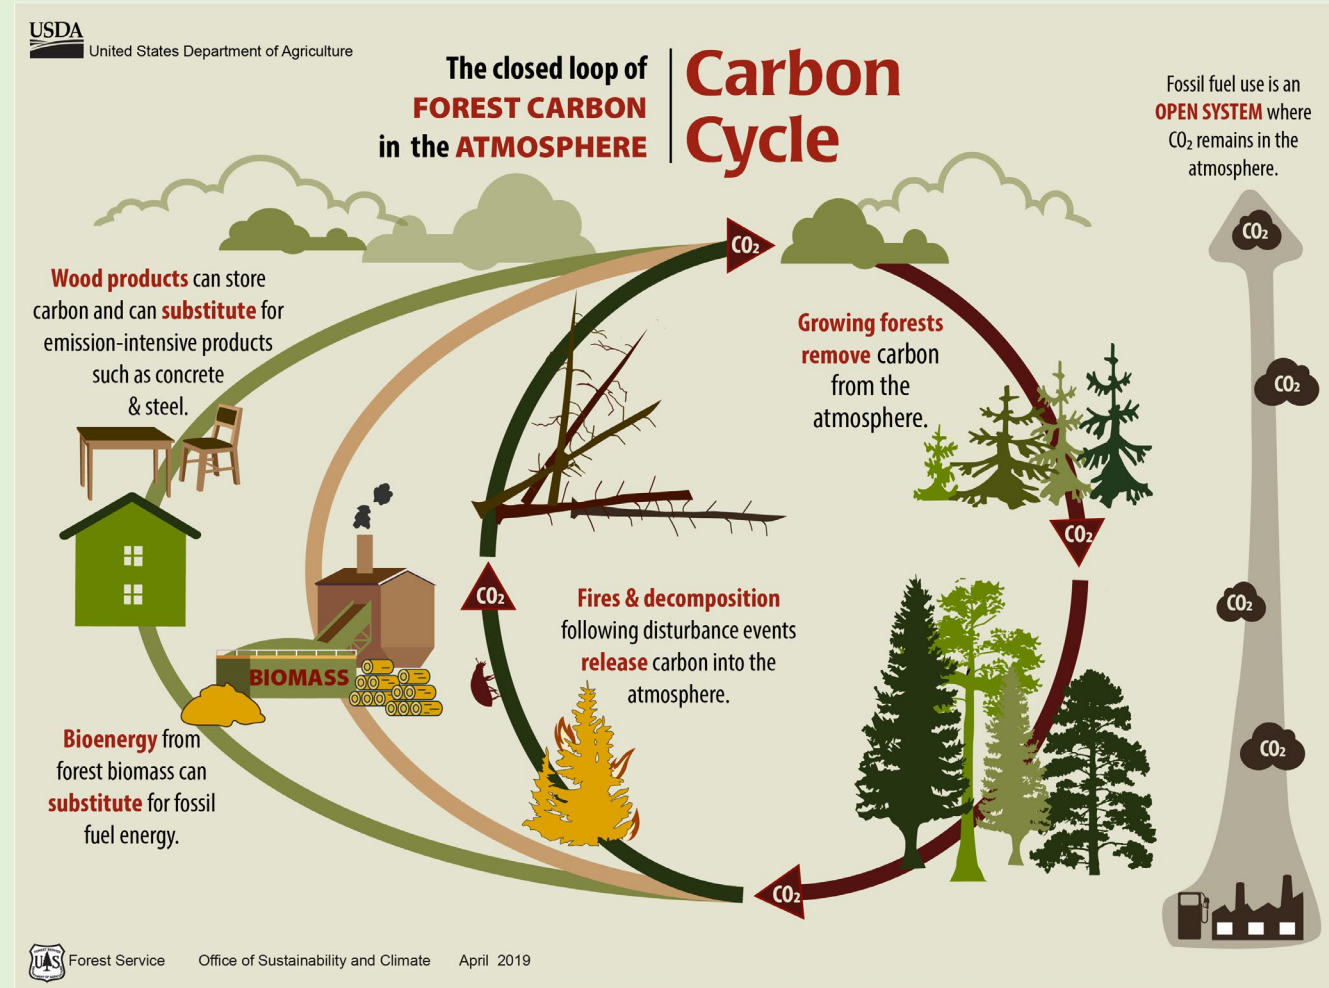 USDA
United States Department of Agriculture
The closed loop of
FOREST CARBON
in the ATMOSPHERE
Carbon
Cycle
Fossil fuel use is an
OPEN SYSTEM where
CO₂ remains in the
atmosphere.
CO₂
CO₂
CO₂
CO₂
CO₂
Wood products can store
carbon and can substitute for
emission-intensive products
such as concrete
& steel.
Growing forests
remove carbon
from the
atmosphere.
CO₂
CO₂
Fires & decomposition
following disturbance events
release carbon into the
atmosphere.
BIOMASS
Bioenergy from
forest biomass can
substitute for fossil
fuel energy.
CO₂
FOREST SERVICE
U S
Forest Service
Office of Sustainability and Climate
April 2019